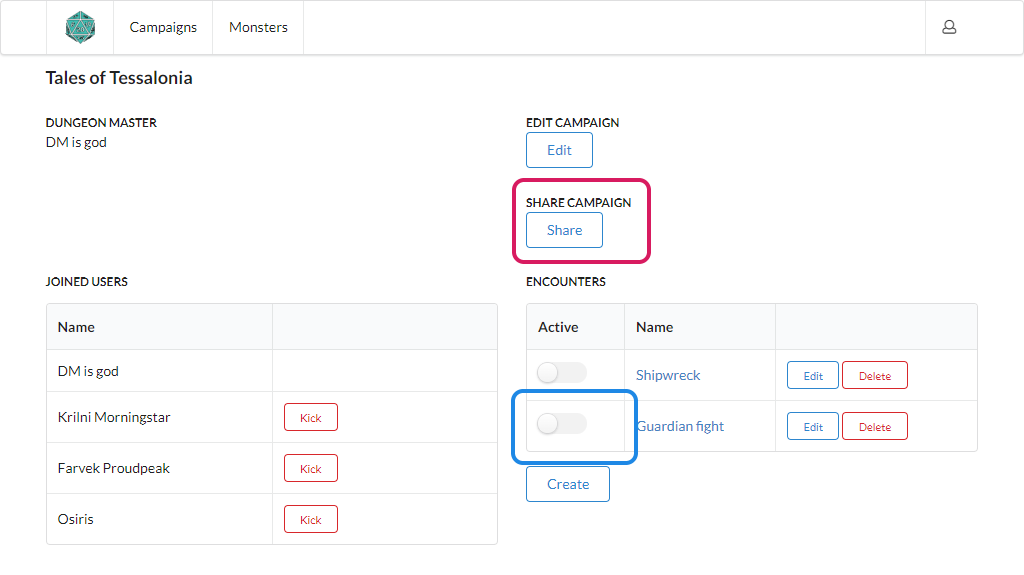 Campaigns
Monsters
Tales of Tessalonia
DUNGEON MASTER
DM is god
EDIT CAMPAIGN
Edit
SHARE CAMPAIGN
Share
JOINED USERS
Name
DM is god
Krilni Morningstar Kick
Farvek Proudpeak Kick
Osiris Kick
ENCOUNTERS
Active Name
Shipwreck Edit Delete
Guardian fight Edit Delete
Create